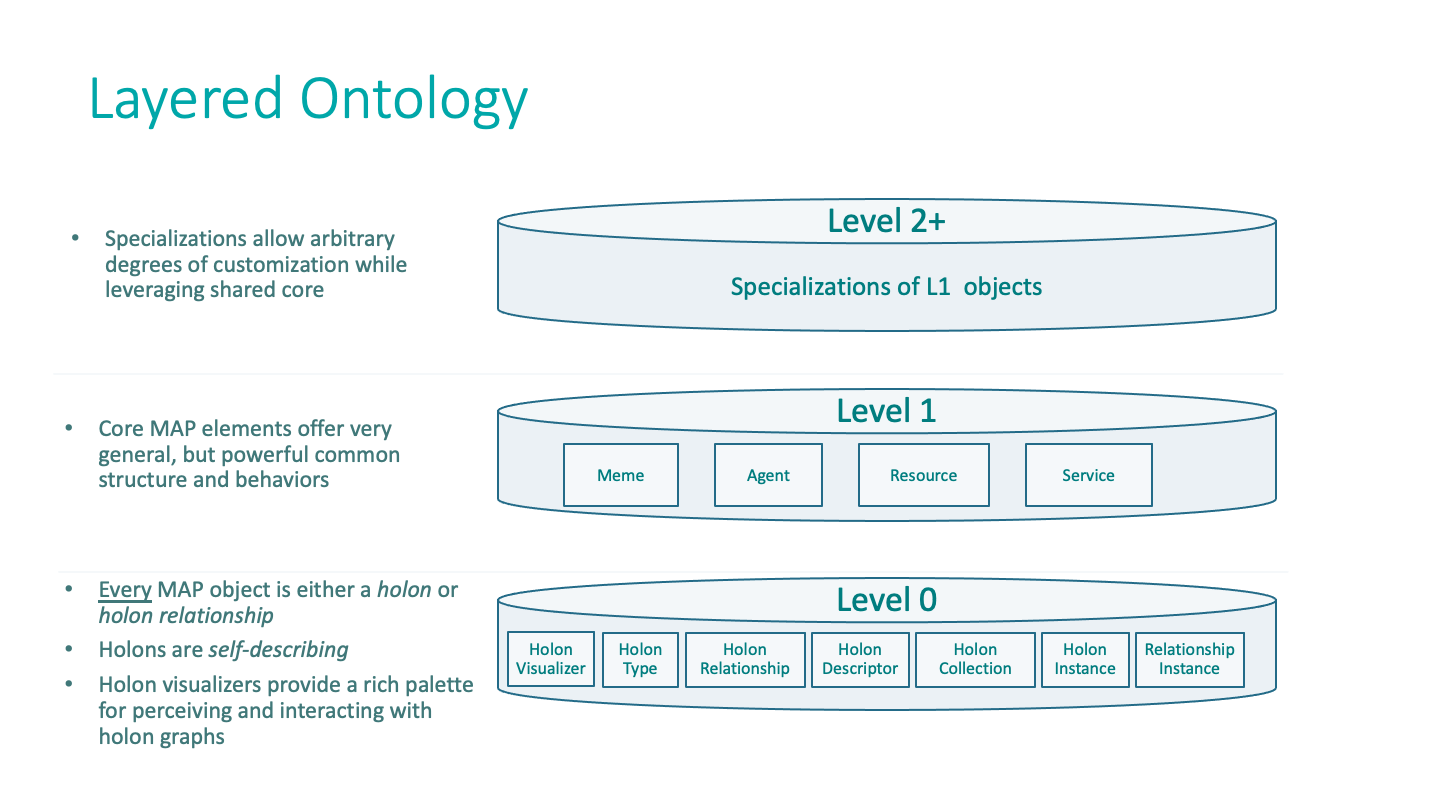 Layered Ontology
• Specializations allow arbitrary
degrees of customization while
leveraging shared core
Level 2+
Specializations of L1  objects
• Core MAP elements offer very
general, but powerful common
structure and behaviors
Level 1
Meme
Agent
Resource
Service
• Every MAP object is either a holon or
holon relationship
• Holons are self-describing
• Holon visualizers provide a rich palette
for perceiving and interacting with
holon graphs
Level 0
Holon
Visualizer
Holon
Type
Holon
Relationship
Holon
Descriptor
Holon
Collection
Holon
Instance
Relationship
Instance